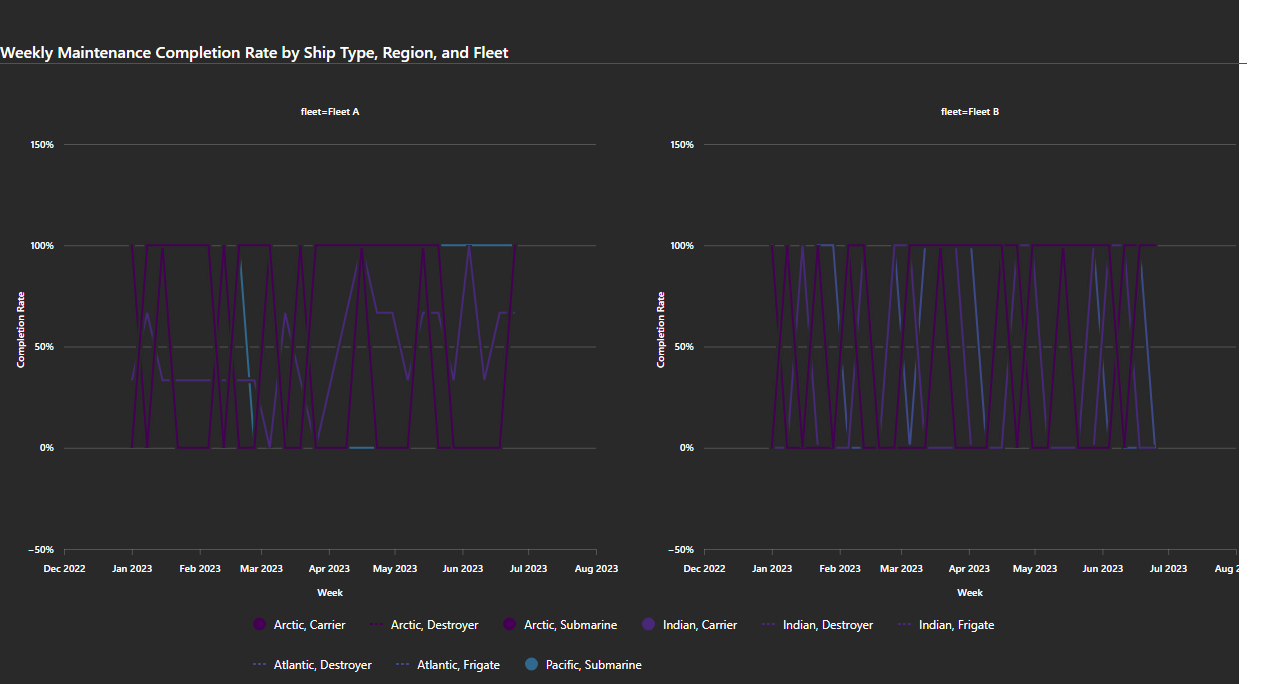 Weekly Maintenance Completion Rate by Ship Type, Region, and Fleet
fleet=Fleet A
fleet=Fleet B
150%
100%
50%
0%
−50%
Completion Rate
Dec 2022 Jan 2023 Feb 2023 Mar 2023 Apr 2023 May 2023 Jun 2023 Jul 2023 Aug 2023
Week
150%
100%
50%
0%
−50%
Completion Rate
Dec 2022 Jan 2023 Feb 2023 Mar 2023 Apr 2023 May 2023 Jun 2023 Jul 2023 Aug 2
Week
Arctic, Carrier Arctic, Destroyer Arctic, Submarine Indian, Carrier Indian, Destroyer Indian, Frigate
Atlantic, Destroyer Atlantic, Frigate Pacific, Submarine